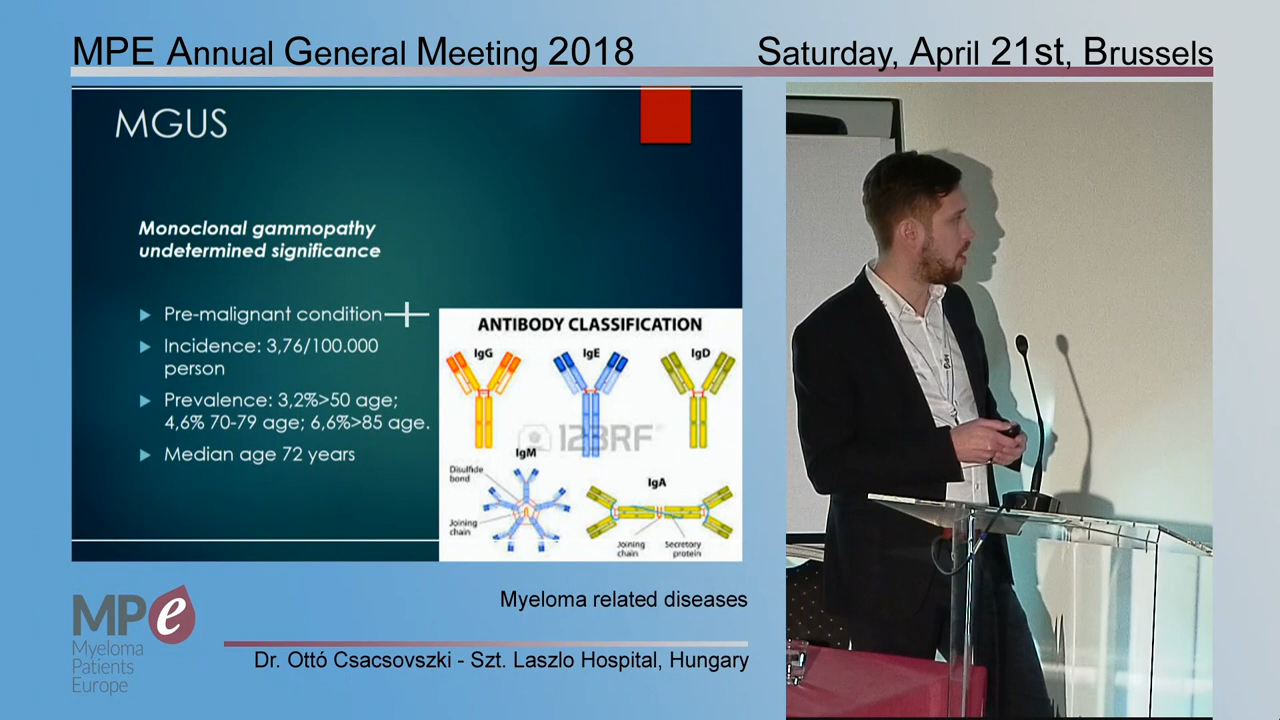 MPE Annual General Meeting 2018
Saturday, April 21st, Brussels
MGUS
Monoclonal gammopathy
undetermined significance
Pre-malignant condition
Incidence: 3,76/100.000
person
Prevalence: 3,2%>50 age;
4,6% 70-79 age; 6,6%>85 age.
Median age 72 years
ANTIBODY CLASSIFICATION
IgG
IgE
IgD
123RF
IgM
Disulfide
bond
Joining
chain
IgA
Joining
chain
Secretory
protein
Myeloma related diseases
MPe
Myeloma
Patients
Europe
Dr. Ottó Csacsovszki - Szt. Laszlo Hospital, Hungary